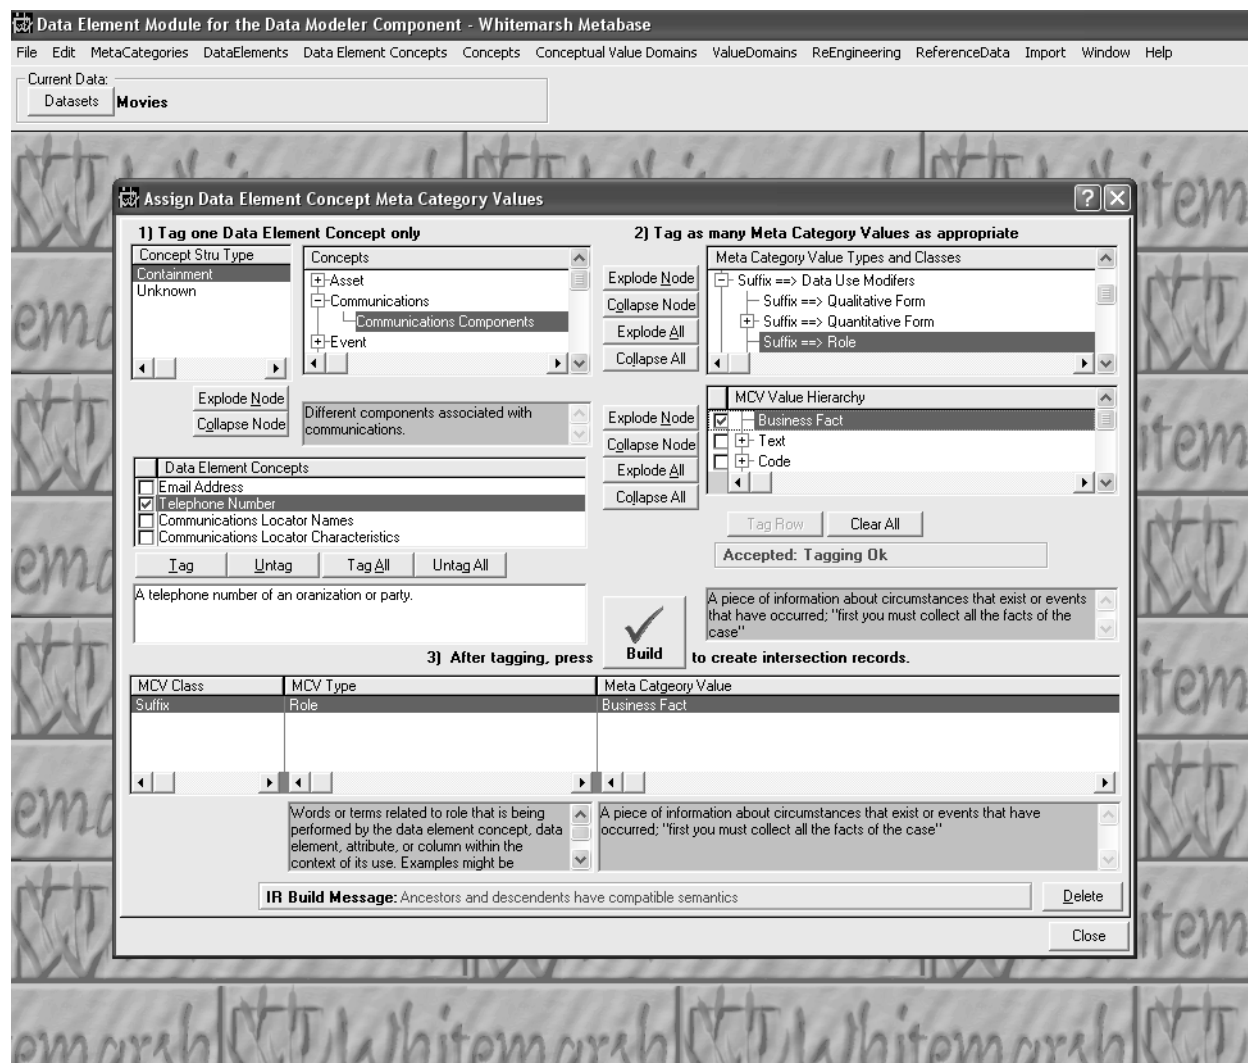 Data Element Module for the Data Modeler Component - Whitemarsh Metabase
File Edit MetaCategories DataElements Data Element Concepts Concepts Conceptual Value Domains ValueDomains ReEngineering ReferenceData Import Window Help
Current Data:
Datasets Movies
Assign Data Element Concept Meta Category Values
1) Tag one Data Element Concept only
2) Tag as many Meta Category Values as appropriate
Concept Stru Type
Containment
Unknown
Concepts
Asset
Communications
Communications Components
Event
Explode Node
Collapse Node
Explode All
Collapse All
Meta Category Value Types and Classes
Suffix ==> Data Use Modifers
Suffix ==> Qualitative Form
Suffix ==> Quantitative Form
Suffix ==> Role
Explode Node
Collapse Node
Different components associated with
communications.
Explode Node
Collapse Node
Explode All
Collapse All
MCV Value Hierarchy
Business Fact
Text
Code
Data Element Concepts
Email Address
Telephone Number
Communications Locator Names
Communications Locator Characteristics
Tag Row Clear All
Accepted: Tagging Ok
Tag Untag Tag All Untag All
A telephone number of an oranization or party.
A piece of information about circumstances that exist or events
that have occurred; "first you must collect all the facts of the
case"
3) After tagging, press Build to create intersection records.
MCV Class MCV Type Meta Catgeory Value
Suffix Role Business Fact
Words or terms related to role that is being
performed by the data element concept, data
element, attribute, or column within the
context of its use. Examples might be
A piece of information about circumstances that exist or events that have
occurred; "first you must collect all the facts of the case"
IR Build Message: Ancestors and descendents have compatible semantics
Delete
Close